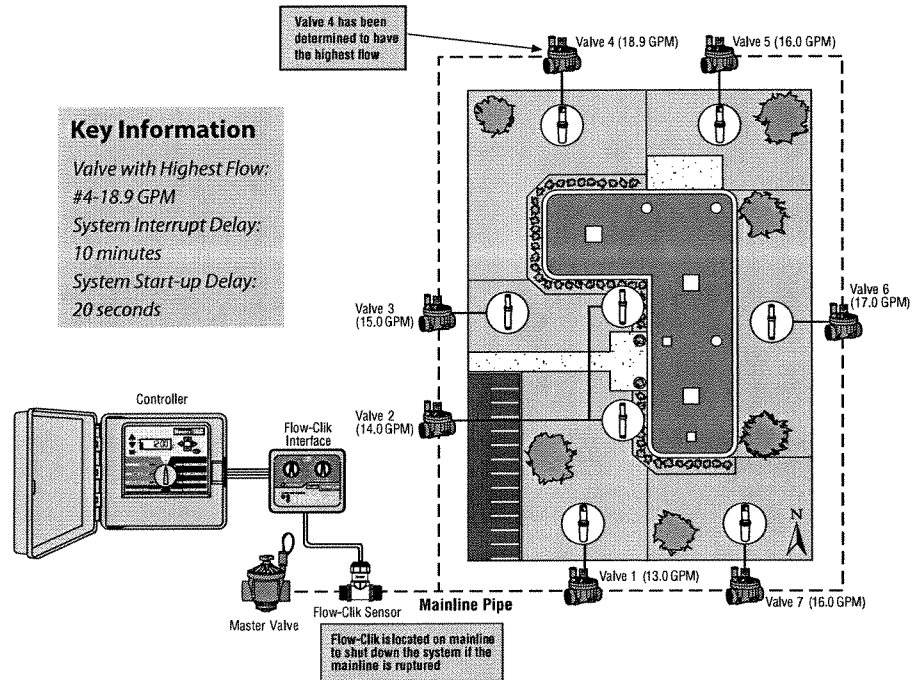 Valve 4 has been
determined to have
the highest flow
Valve 4 (18.9 GPM)
Valve 5 (16.0 GPM)
Key Information
Valve with Highest Flow:
#4-18.9 GPM
System Interrupt Delay:
10 minutes
System Start-up Delay:
20 seconds
Valve 3
(15.0 GPM)
Valve 6
(17.0 GPM)
Valve 2
(14.0 GPM)
Controller
Flow-Clik
Interface
N
Valve 1 (13.0 GPM)
Valve 7 (16.0 GPM)
Master Valve
Flow-Clik Sensor
Mainline Pipe
Flow-Clik is located on mainline
to shut down the system if the
mainline is ruptured